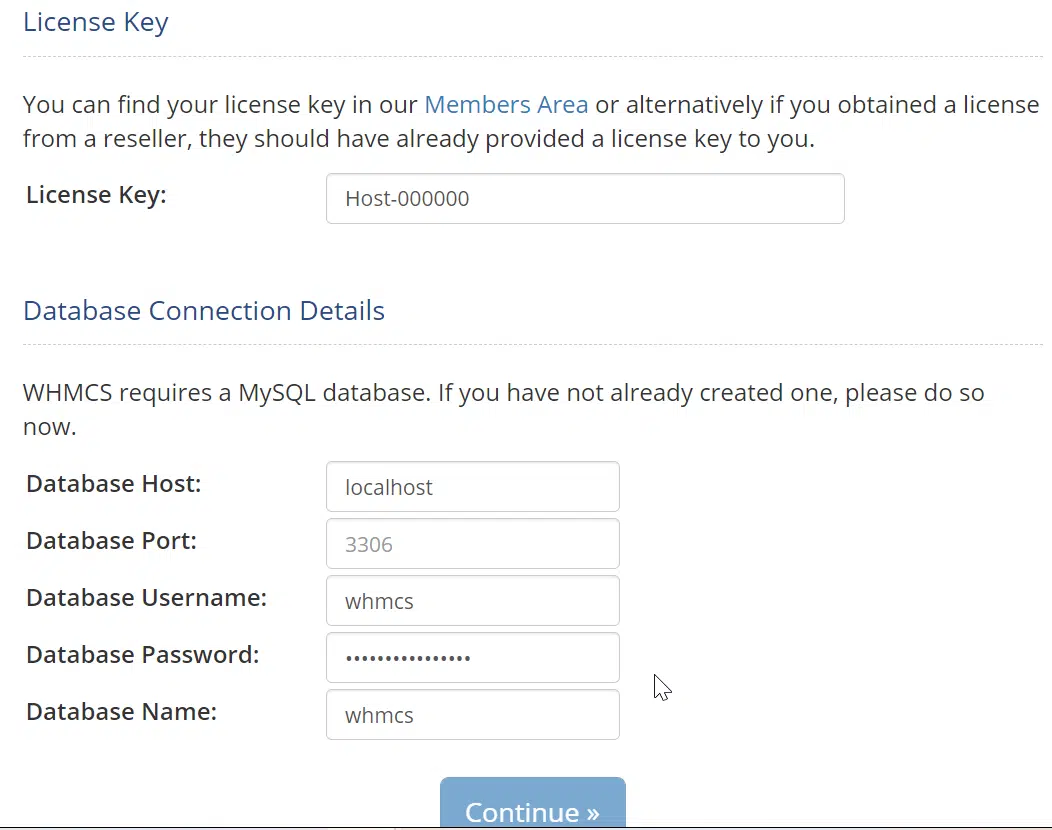 License Key
You can find your license key in our Members Area or alternatively if you obtained a license
from a reseller, they should have already provided a license key to you.
License Key: Host-000000
Database Connection Details
WHMCS requires a MySQL database. If you have not already created one, please do so
now.
Database Host: localhost
Database Port: 3306
Database Username: whmcs
Database Password: ••••••••••••••••
Database Name: whmcs
Continue »